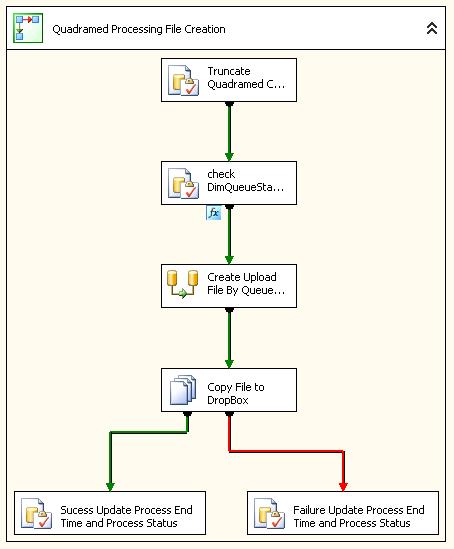 Quadramed Processing File Creation
Truncate
Quadramed C...
check
DimQueueSta...
fx
Create Upload
File By Queue...
Copy File to
DropBox
Sucess Update Process End
Time and Process Status
Failure Update Process End
Time and Process Status